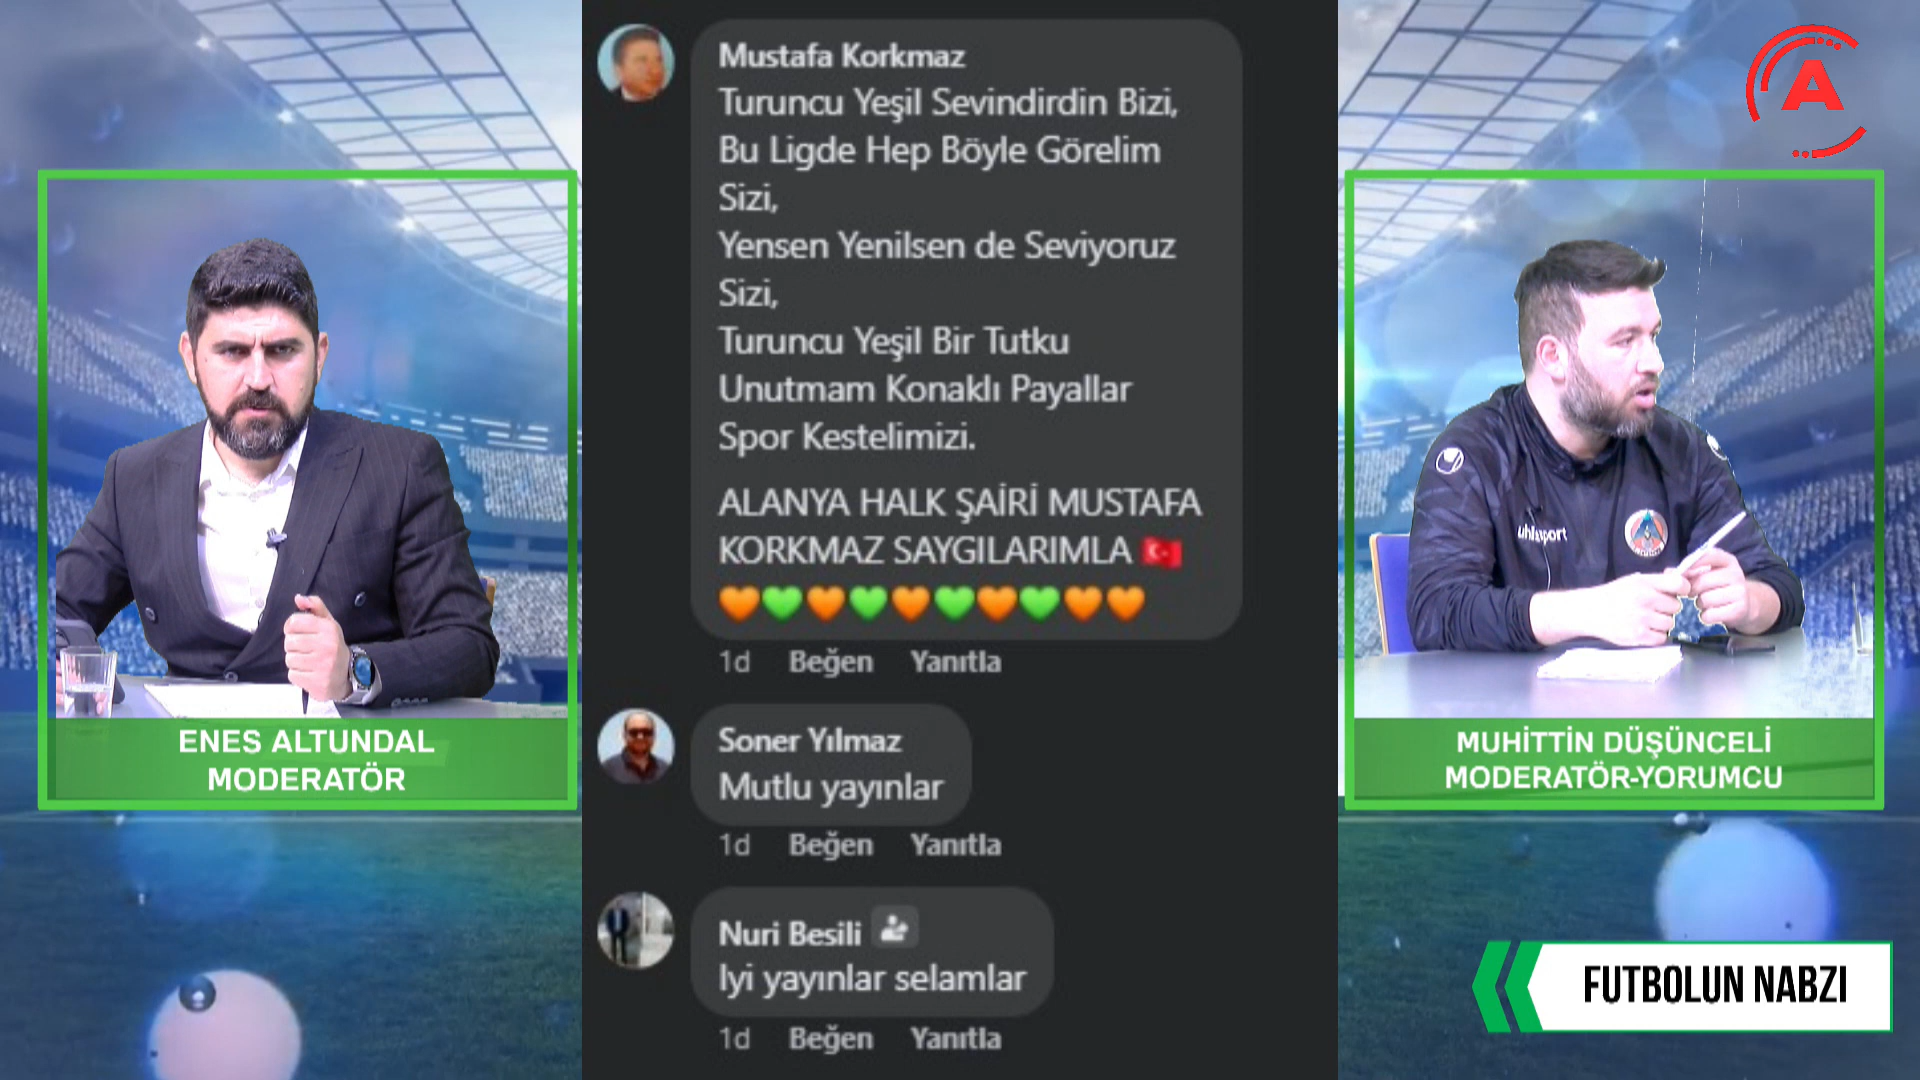 Mustafa Korkmaz
Turuncu Yeşil Sevindirdin Bizi,
Bu Ligde Hep Böyle Görelim
Sizi,
Yensen Yenilsen de Seviyoruz
Sizi,
Turuncu Yeşil Bir Tutku
Unutmam Konaklı Payallar
Spor Kestelimizi.
ALANYA HALK ŞAİRİ MUSTAFA
KORKMAZ SAYGILARIMLA 🇹🇷
🧡💚🧡💚🧡💚🧡💚🧡🧡
1d Beğen Yanıtla
Soner Yılmaz
Mutlu yayınlar
1d Beğen Yanıtla
Nuri Besili
Iyi yayınlar selamlar
1d Beğen Yanıtla
ENES ALTUNDAL
MODERATÖR
A
uhlsport
MUHİTTİN DÜŞÜNCELİ
MODERATÖR-YORUMCU
FUTBOLUN NABZI